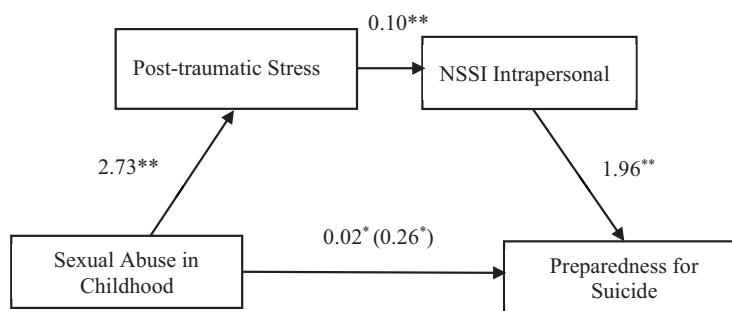 0.10**
Post-traumatic Stress
NSSI Intrapersonal
2.73**
1.96**
0.02* (0.26*)
Sexual Abuse in
Childhood
Preparedness for
Suicide